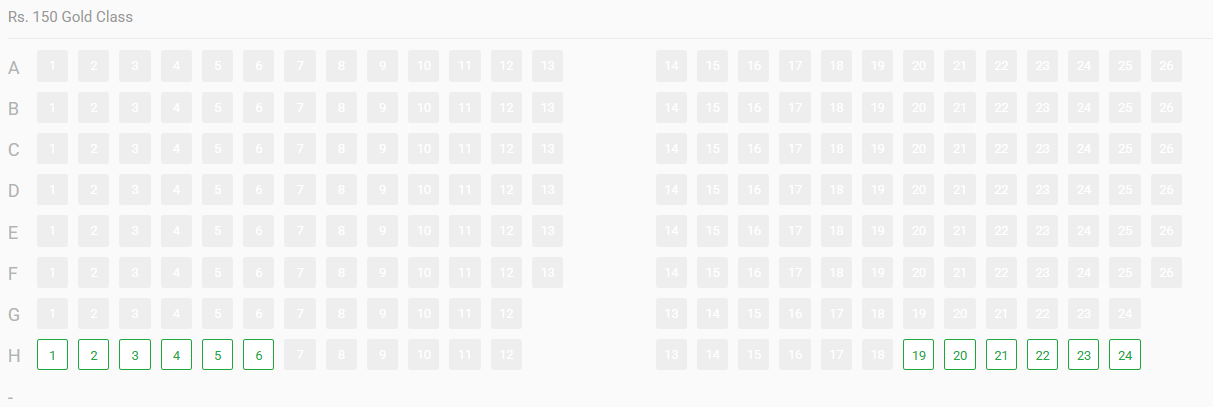 Rs. 150 Gold Class
A 1 2 3 4 5 6 7 8 9 10 11 12 13 14 15 16 17 18 19 20 21 22 23 24 25 26
B 1 2 3 4 5 6 7 8 9 10 11 12 13 14 15 16 17 18 19 20 21 22 23 24 25 26
C 1 2 3 4 5 6 7 8 9 10 11 12 13 14 15 16 17 18 19 20 21 22 23 24 25 26
D 1 2 3 4 5 6 7 8 9 10 11 12 13 14 15 16 17 18 19 20 21 22 23 24 25 26
E 1 2 3 4 5 6 7 8 9 10 11 12 13 14 15 16 17 18 19 20 21 22 23 24 25 26
F 1 2 3 4 5 6 7 8 9 10 11 12 13 14 15 16 17 18 19 20 21 22 23 24 25 26
G 1 2 3 4 5 6 7 8 9 10 11 12 13 14 15 16 17 18 19 20 21 22 23 24
H 1 2 3 4 5 6 7 8 9 10 11 12 13 14 15 16 17 18 19 20 21 22 23 24
-